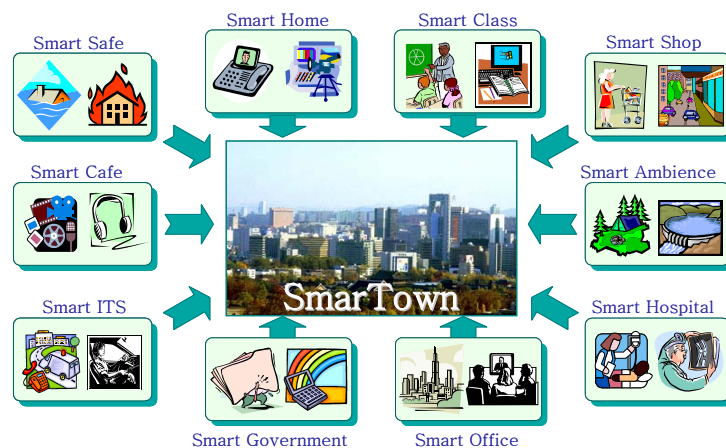 Smart Home
Smart Class
Smart Safe
Smart Shop
Smart Cafe
Smart Ambience
SmarTown
Smart ITS
Smart Hospital
Smart Government
Smart Office